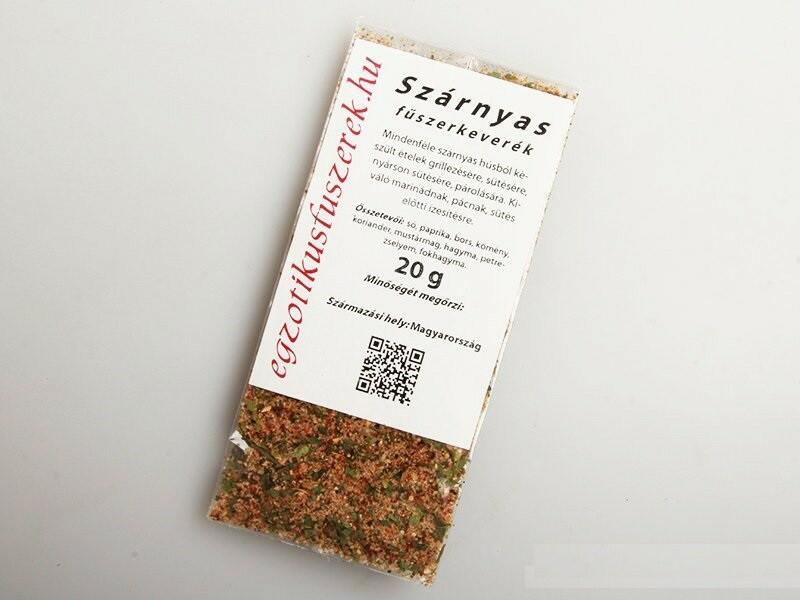 egzotikusfuszerek.hu
Szárnyas
fűszerkeverék
Mindenféle szárnyas húsból ké-
szült ételek grillezésére, sütésére,
nyárson sütésére, párolására. Ki-
váló marinádnak, pácnak, sütés
előtti ízesítésre.
Összetevői: só, paprika, bors, kömény,
koriander, mustármag, hagyma, petre-
zselyem, fokhagyma.
20 g
Minőségét megőrzi:
Származási hely: Magyarország